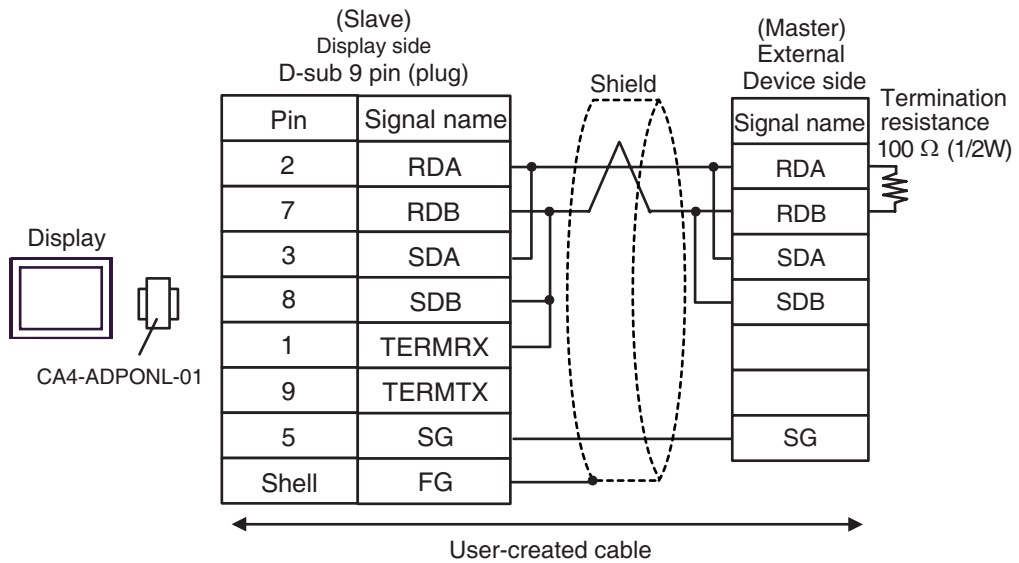 (Slave)
Display side
D-sub 9 pin (plug)
(Master)
External
Device side
Shield
Termination
resistance
100 Ω (1/2W)
Pin Signal name
2 RDA
7 RDB
3 SDA
8 SDB
1 TERMRX
9 TERMTX
5 SG
Shell FG
Signal name
RDA
RDB
SDA
SDB
SG
Display
CA4-ADPONL-01
User-created cable